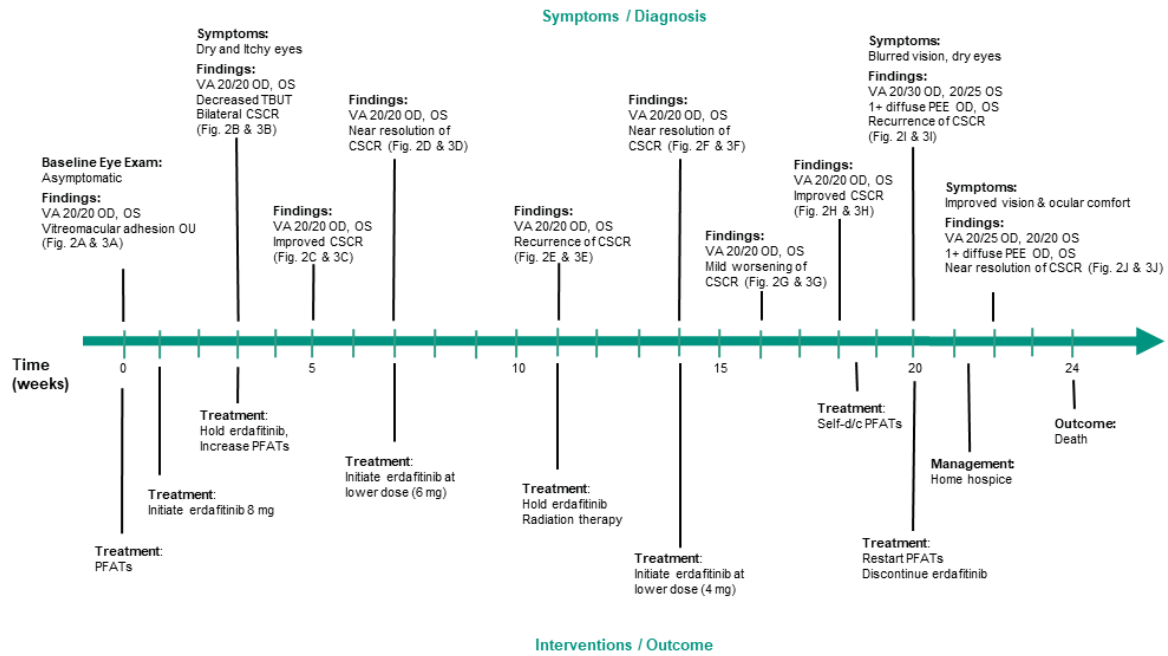 Symptoms / Diagnosis
Baseline Eye Exam:
Asymptomatic
Findings:
VA 20/20 OD, OS
Vitreomacular adhesion OU
(Fig. 2A & 3A)
Symptoms:
Dry and Itchy eyes
Findings:
VA 20/20 OD, OS
Decreased TBUT
Bilateral CSCR
(Fig. 2B & 3B)
Findings:
VA 20/20 OD, OS
Improved CSCR
(Fig. 2C & 3C)
Findings:
VA 20/20 OD, OS
Near resolution of
CSCR (Fig. 2D & 3D)
Findings:
VA 20/20 OD, OS
Recurrence of CSCR
(Fig. 2E & 3E)
Findings:
VA 20/20 OD, OS
Near resolution of
CSCR (Fig. 2F & 3F)
Findings:
VA 20/20 OD, OS
Mild worsening of
CSCR (Fig. 2G & 3G)
Findings:
VA 20/20 OD, OS
Improved CSCR
(Fig. 2H & 3H)
Symptoms:
Blurred vision, dry eyes
Findings:
VA 20/30 OD, 20/25 OS
1+ diffuse PEE OD, OS
Recurrence of CSCR
(Fig. 2I & 3I)
Symptoms:
Improved vision & ocular comfort
Findings:
VA 20/25 OD, 20/20 OS
1+ diffuse PEE OD, OS
Near resolution of CSCR (Fig. 2J & 3J)
Time
(weeks)
0 5 10 15 20 24
Treatment:
PFATs
Treatment:
Initiate erdafitinib 8 mg
Treatment:
Hold erdafitinib,
Increase PFATs
Treatment:
Initiate erdafitinib at
lower dose (6 mg)
Treatment:
Hold erdafitinib
Radiation therapy
Treatment:
Initiate erdafitinib at
lower dose (4 mg)
Treatment:
Self-d/c PFATs
Treatment:
Restart PFATs
Discontinue erdafitinib
Management:
Home hospice
Outcome:
Death
Interventions / Outcome